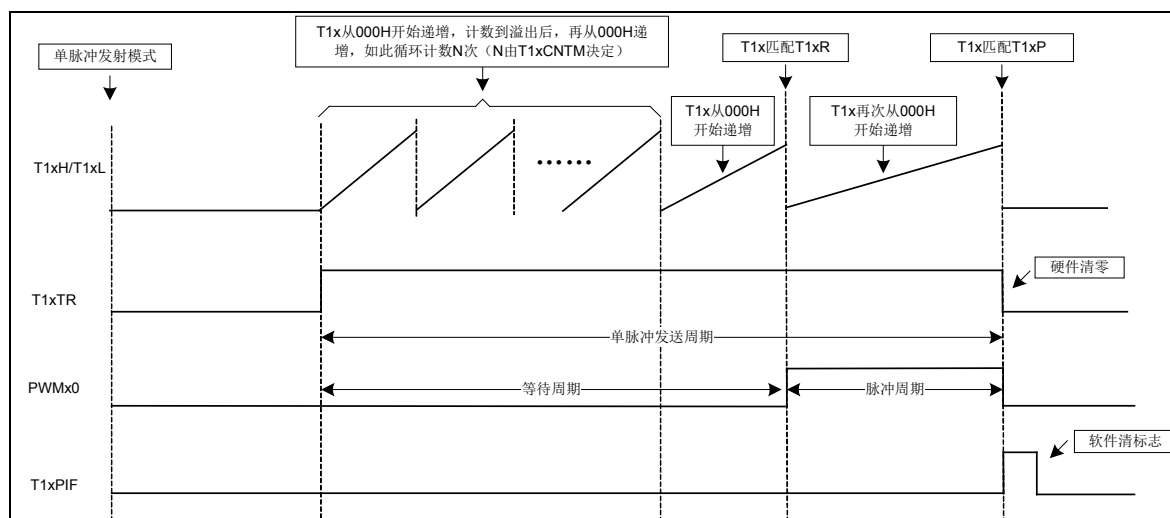 单脉冲发射模式
T1x从000H开始递增，计数到溢出后，再从000H递
增，如此循环计数N次（N由T1xCNTM决定）
T1x匹配T1xR
T1x匹配T1xP
T1x从000H
开始递增
T1x再次从000H
开始递增
T1xH/T1xL
······
硬件清零
T1xTR
单脉冲发送周期
PWMx0
等待周期
脉冲周期
软件清标志
T1xPIF